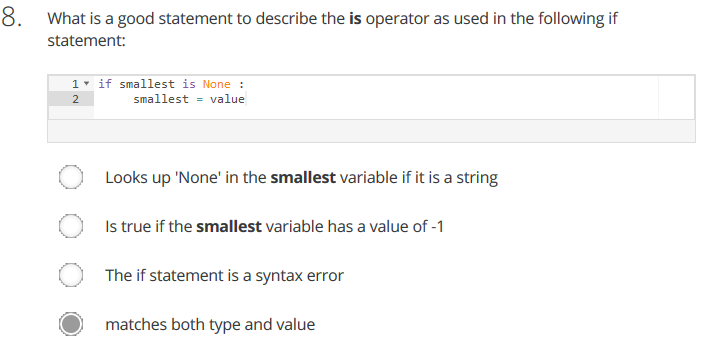 8. What is a good statement to describe the is operator as used in the following if
statement:
1 if smallest is None :
2 smallest = value
Looks up 'None' in the smallest variable if it is a string
Is true if the smallest variable has a value of -1
The if statement is a syntax error
matches both type and value